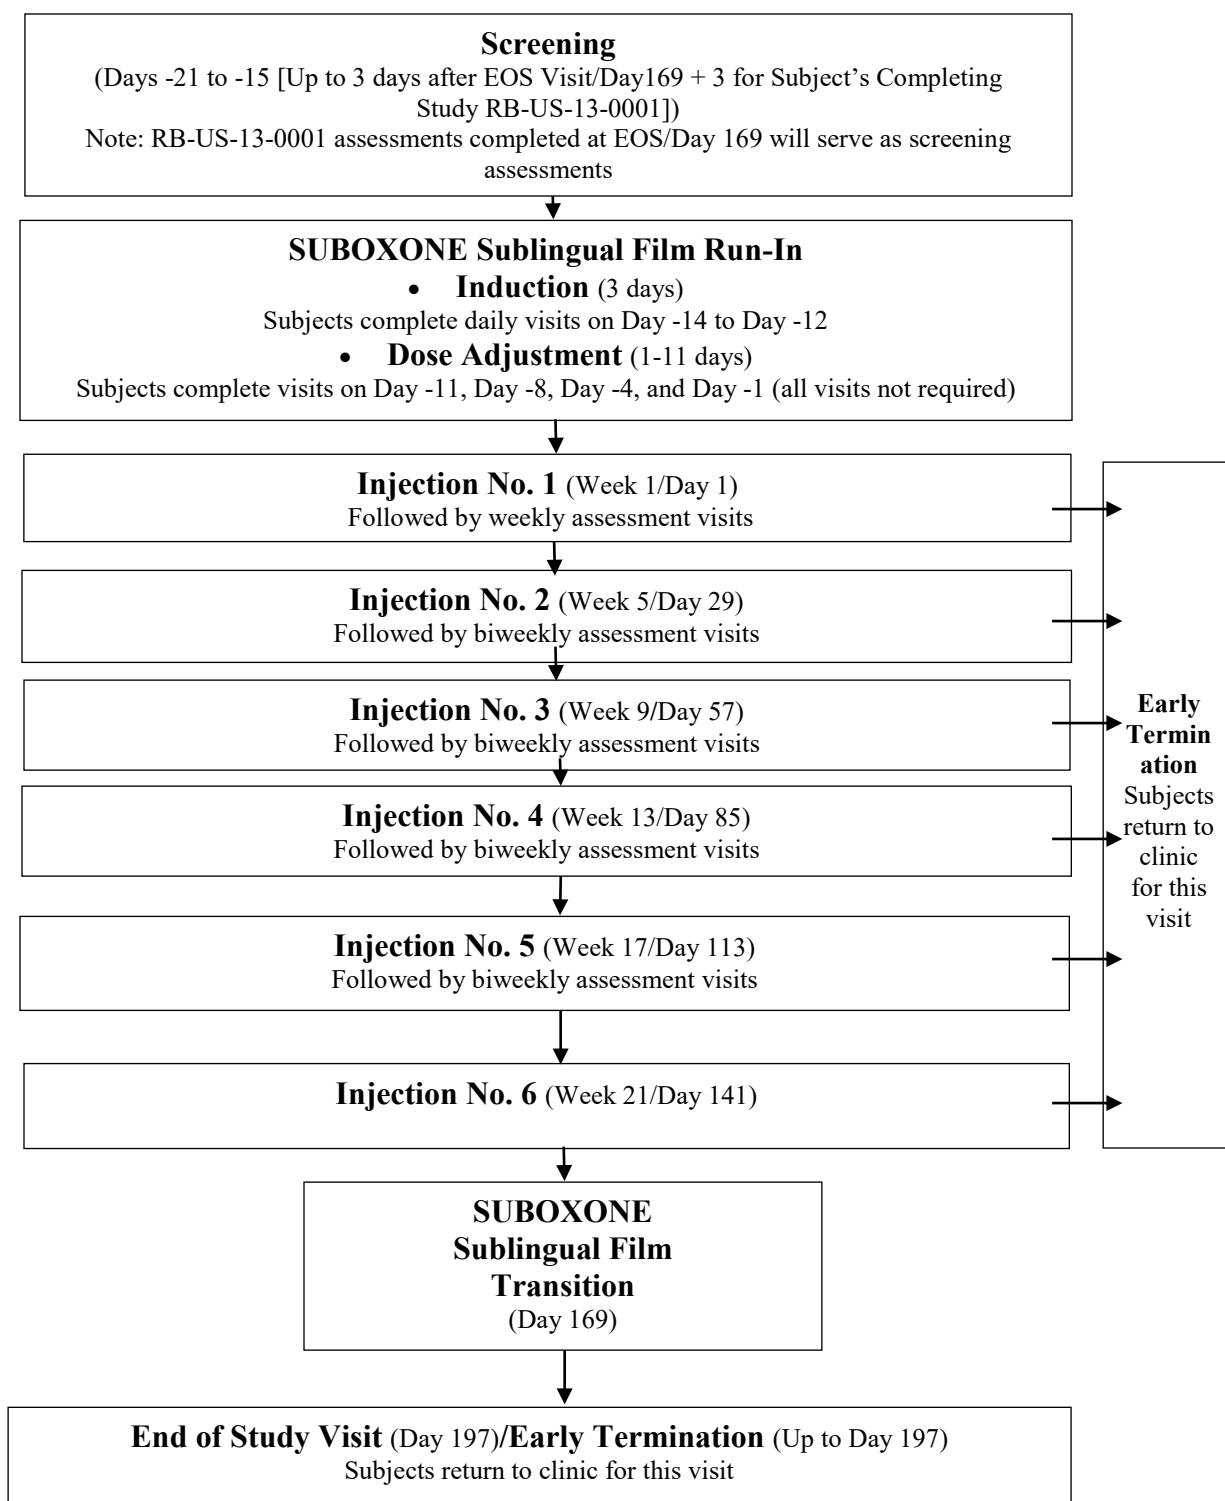 Screening
(Days -21 to -15 [Up to 3 days after EOS Visit/Day169 + 3 for Subject's Completing
Study RB-US-13-0001])
Note: RB-US-13-0001 assessments completed at EOS/Day 169 will serve as screening
assessments
SUBOXONE Sublingual Film Run-In
• Induction (3 days)
Subjects complete daily visits on Day -14 to Day -12
• Dose Adjustment (1-11 days)
Subjects complete visits on Day -11, Day -8, Day -4, and Day -1 (all visits not required)
Injection No. 1 (Week 1/Day 1)
Followed by weekly assessment visits
Injection No. 2 (Week 5/Day 29)
Followed by biweekly assessment visits
Injection No. 3 (Week 9/Day 57)
Followed by biweekly assessment visits
Injection No. 4 (Week 13/Day 85)
Followed by biweekly assessment visits
Injection No. 5 (Week 17/Day 113)
Followed by biweekly assessment visits
Injection No. 6 (Week 21/Day 141)
Early
Termin
ation
Subjects
return to
clinic
for this
visit
SUBOXONE
Sublingual Film
Transition
(Day 169)
End of Study Visit (Day 197)/Early Termination (Up to Day 197)
Subjects return to clinic for this visit